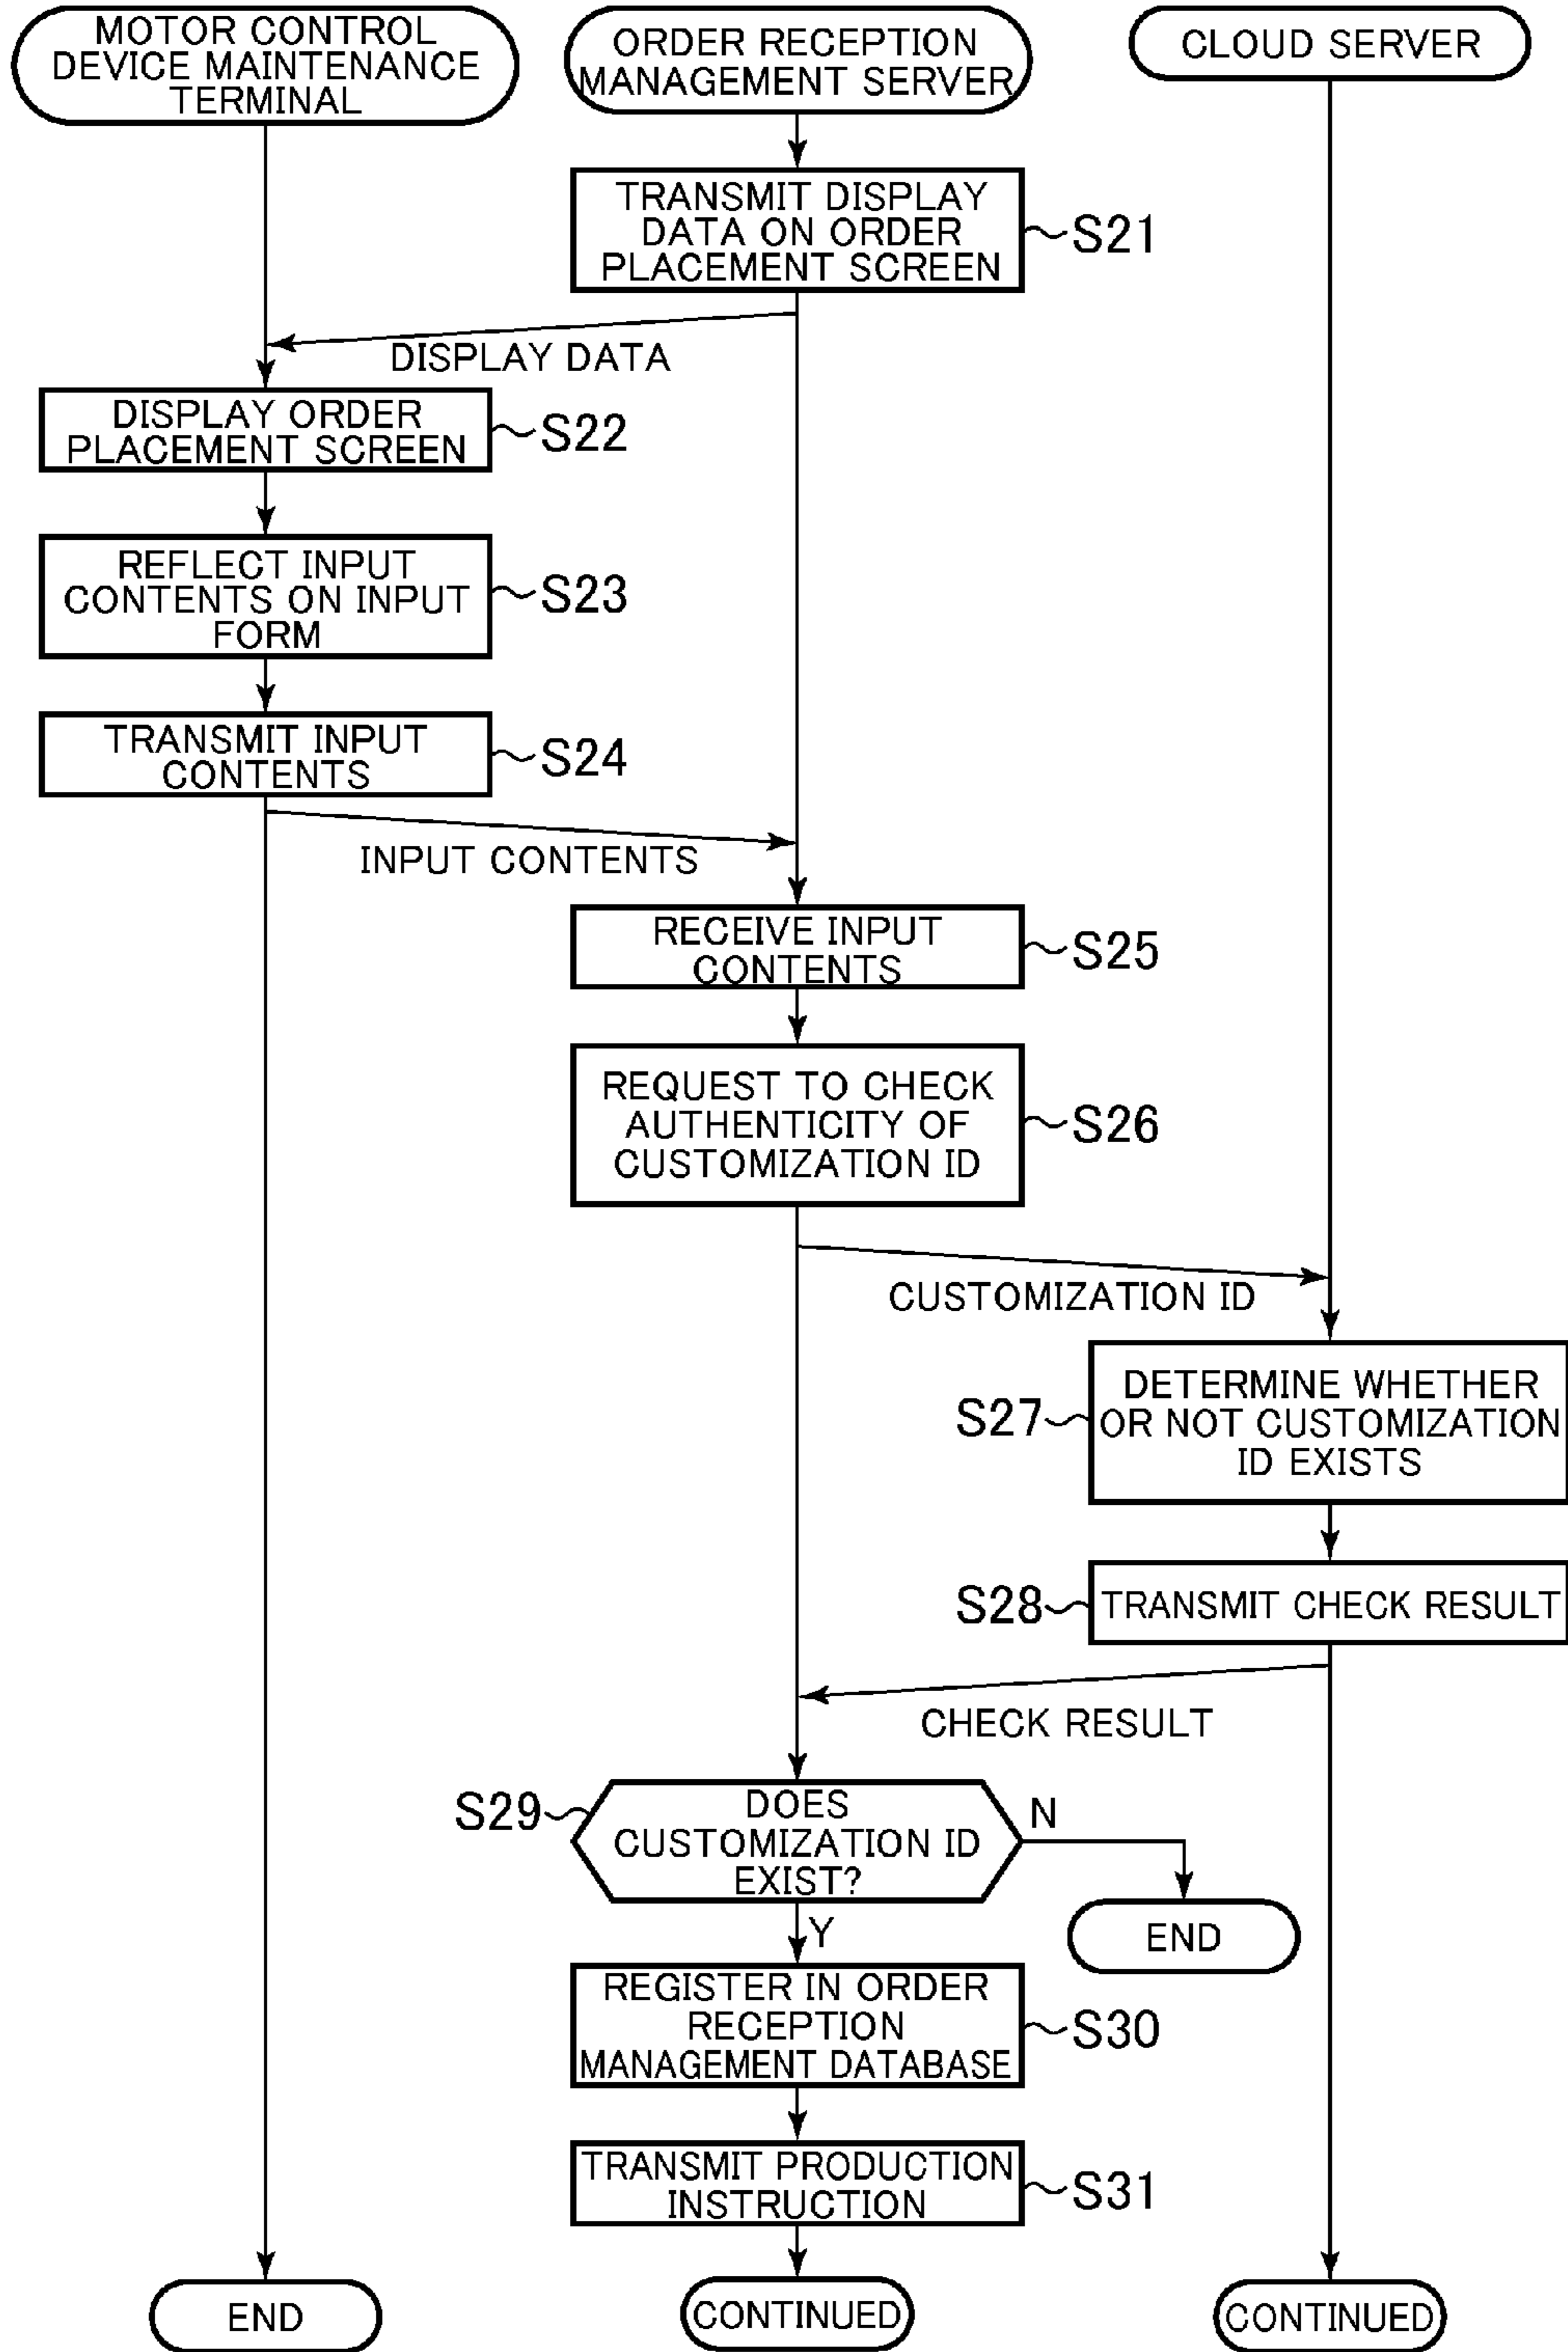 MOTOR CONTROL
DEVICE MAINTENANCE
TERMINAL
ORDER RECEPTION
MANAGEMENT SERVER
CLOUD SERVER
TRANSMIT DISPLAY
DATA ON ORDER
PLACEMENT SCREEN
S21
DISPLAY DATA
DISPLAY ORDER
PLACEMENT SCREEN
S22
REFLECT INPUT
CONTENTS ON INPUT
FORM
S23
TRANSMIT INPUT
CONTENTS
S24
INPUT CONTENTS
RECEIVE INPUT
CONTENTS
S25
REQUEST TO CHECK
AUTHENTICITY OF
CUSTOMIZATION ID
S26
CUSTOMIZATION ID
S27
DETERMINE WHETHER
OR NOT CUSTOMIZATION
ID EXISTS
S28
TRANSMIT CHECK RESULT
CHECK RESULT
S29
DOES
CUSTOMIZATION ID
EXIST?
N
END
Y
REGISTER IN ORDER
RECEPTION
MANAGEMENT DATABASE
S30
TRANSMIT PRODUCTION
INSTRUCTION
S31
END
CONTINUED
CONTINUED